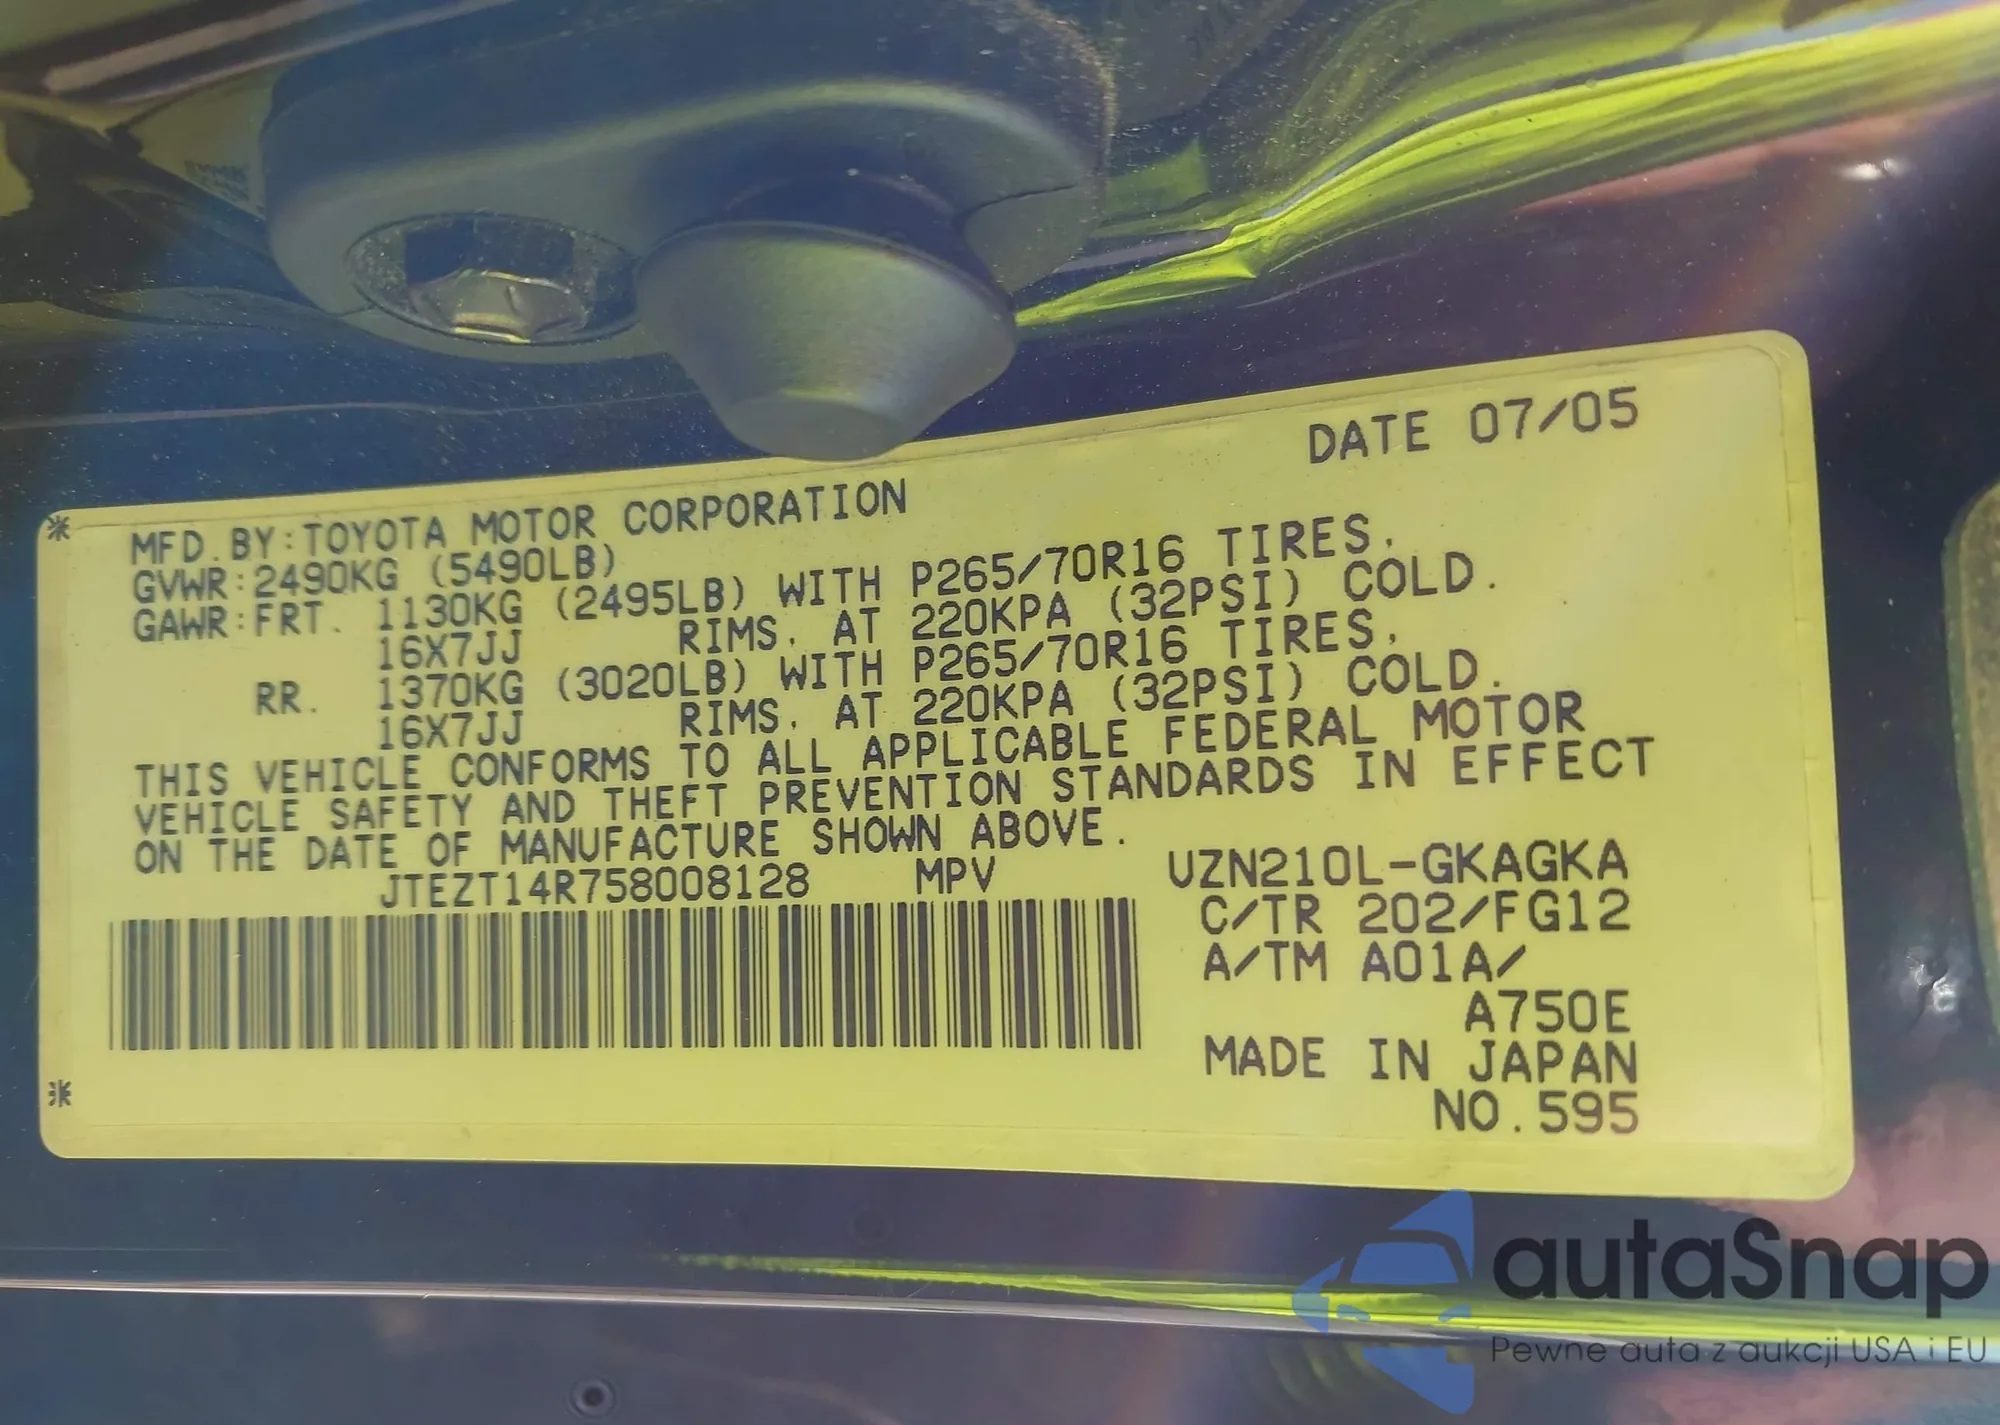 DATE 07/05
MFD.BY:TOYOTA MOTOR CORPORATION
GVWR:2490KG (5490LB)
GAWR:FRT. 1130KG (2495LB) WITH P265/70R16 TIRES,
16X7JJ RIMS, AT 220KPA (32PSI) COLD.
RR. 1370KG (3020LB) WITH P265/70R16 TIRES,
16X7JJ RIMS, AT 220KPA (32PSI) COLD.
THIS VEHICLE CONFORMS TO ALL APPLICABLE FEDERAL MOTOR
VEHICLE SAFETY AND THEFT PREVENTION STANDARDS IN EFFECT
ON THE DATE OF MANUFACTURE SHOWN ABOVE.
JTEZT14R758008128 MPV
UZN210L-GKAGKA
C/TR 202/FG12
A/TM A01A/
A750E
MADE IN JAPAN
NO.595
autaSnap
Pewne auta z aukcji USA i EU